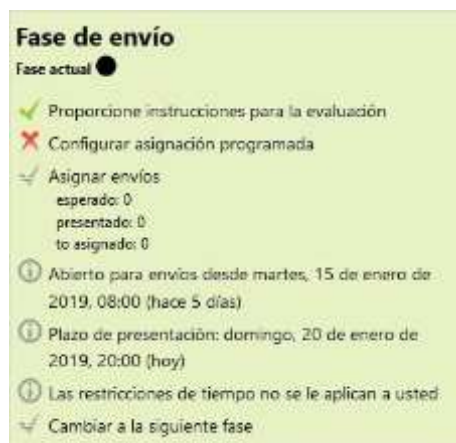 Fase de envío
Fase actual
Proporcione instrucciones para la evaluación
Configurar asignación programada
Asignar envíos
esperado: 0
presentado: 0
to asignado: 0
Abierto para envíos desde martes, 15 de enero de
2019, 08:00 (hace 5 días)
Plazo de presentación: domingo, 20 de enero de
2019, 20:00 (hoy)
Las restricciones de tiempo no se le aplican a usted
Cambiar a la siguiente fase